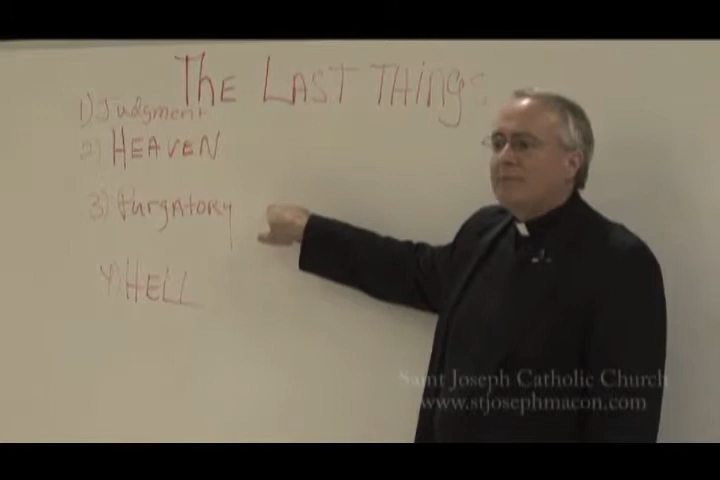 The LAST THings
1) Judgment
2) HEAVEN
3) PurgAtoRy
4) HELL
Saint Joseph Catholic Church
www.stjosephmacon.com